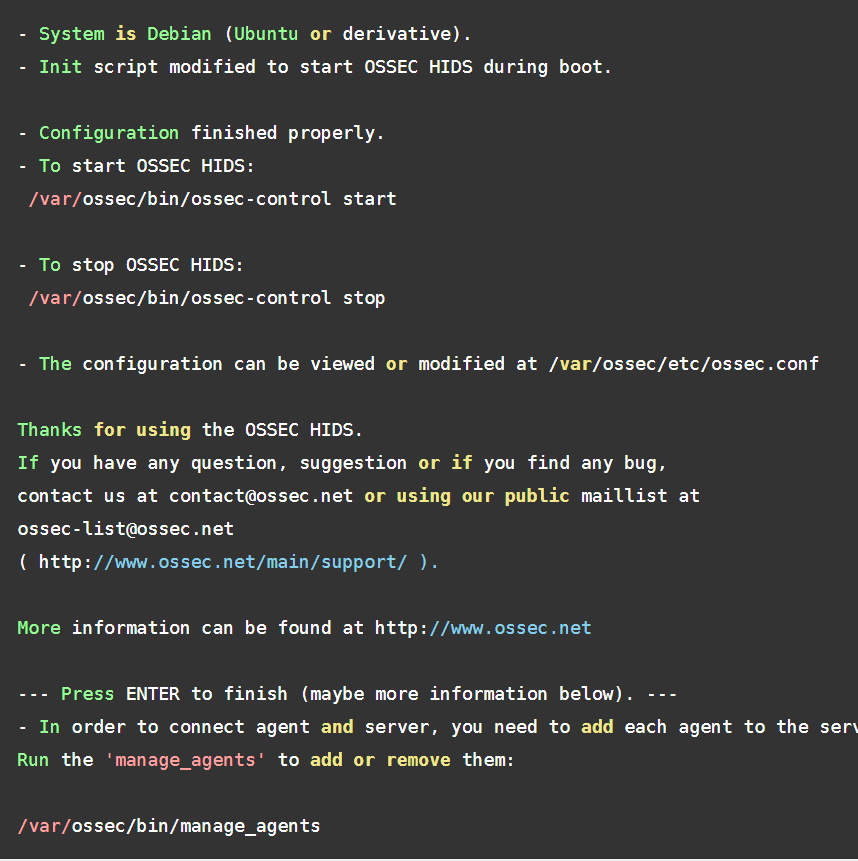 - System is Debian (Ubuntu or derivative).
- Init script modified to start OSSEC HIDS during boot.
- Configuration finished properly.
- To start OSSEC HIDS:
/var/ossec/bin/ossec-control start
- To stop OSSEC HIDS:
/var/ossec/bin/ossec-control stop
- The configuration can be viewed or modified at /var/ossec/etc/ossec.conf
Thanks for using the OSSEC HIDS.
If you have any question, suggestion or if you find any bug,
contact us at contact@ossec.net or using our public maillist at
ossec-list@ossec.net
( http://www.ossec.net/main/support/ ).
More information can be found at http://www.ossec.net
--- Press ENTER to finish (maybe more information below). ---
- In order to connect agent and server, you need to add each agent to the
Run the 'manage_agents' to add or remove them:
/var/ossec/bin/manage_agents